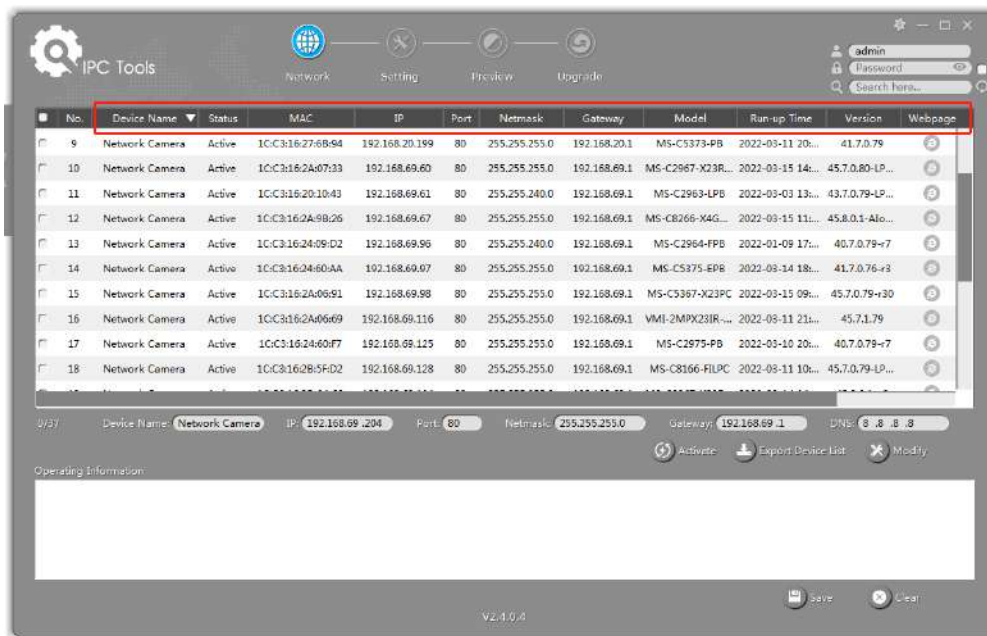 IPC Tools
Network Setting Preview Upgrade
admin
Password
Search here...
No. Device Name ▼ Status MAC IP Port Netmask Gateway Model Run-up Time Version Webpage
9 Network Camera Active 1C:C3:16:27:6B:94 192.168.20.199 80 255.255.255.0 192.168.20.1 MS-C5373-PB 2022-03-11 20:... 41.7.0.79
10 Network Camera Active 1C:C3:16:2A:07:33 192.168.69.60 80 255.255.255.0 192.168.69.1 MS-C2967-X23R... 2022-03-15 14:... 45.7.0.80-LP...
11 Network Camera Active 1C:C3:16:20:10:43 192.168.69.61 80 255.255.240.0 192.168.69.1 MS-C2963-LPB 2022-03-03 13:... 43.7.0.79-LP...
12 Network Camera Active 1C:C3:16:2A:9B:26 192.168.69.67 80 255.255.255.0 192.168.69.1 MS-C8266-X4G... 2022-03-15 11:... 45.8.0.1-AIo...
13 Network Camera Active 1C:C3:16:24:09:D2 192.168.69.96 80 255.255.240.0 192.168.69.1 MS-C2964-FPB 2022-01-09 17:... 40.7.0.79-r7
14 Network Camera Active 1C:C3:16:24:60:AA 192.168.69.97 80 255.255.255.0 192.168.69.1 MS-C5375-EPB 2022-03-14 18:... 41.7.0.76-r3
15 Network Camera Active 1C:C3:16:2A:06:91 192.168.69.98 80 255.255.255.0 192.168.69.1 MS-C5367-X23PC 2022-03-15 09:... 45.7.0.79-r30
16 Network Camera Active 1C:C3:16:2A:06:69 192.168.69.116 80 255.255.255.0 192.168.69.1 VMI-2MPX23IR-... 2022-03-11 21:... 45.7.1.79
17 Network Camera Active 1C:C3:16:24:60:F7 192.168.69.125 80 255.255.255.0 192.168.69.1 MS-C2975-PB 2022-03-10 20:... 40.7.0.79-r7
18 Network Camera Active 1C:C3:16:2B:5F:D2 192.168.69.128 80 255.255.255.0 192.168.69.1 MS-C8166-FILPC 2022-03-11 10:... 45.7.0.79-LP...
0/37 Device Name: Network Camera IP: 192.168.69 .204 Port: 80 Netmask: 255.255.255.0 Gateway: 192.168.69 .1 DNS: 8 .8 .8 .8
Activate Export Device List Modify
Operating Information
Save Clear
V2.4.0.4